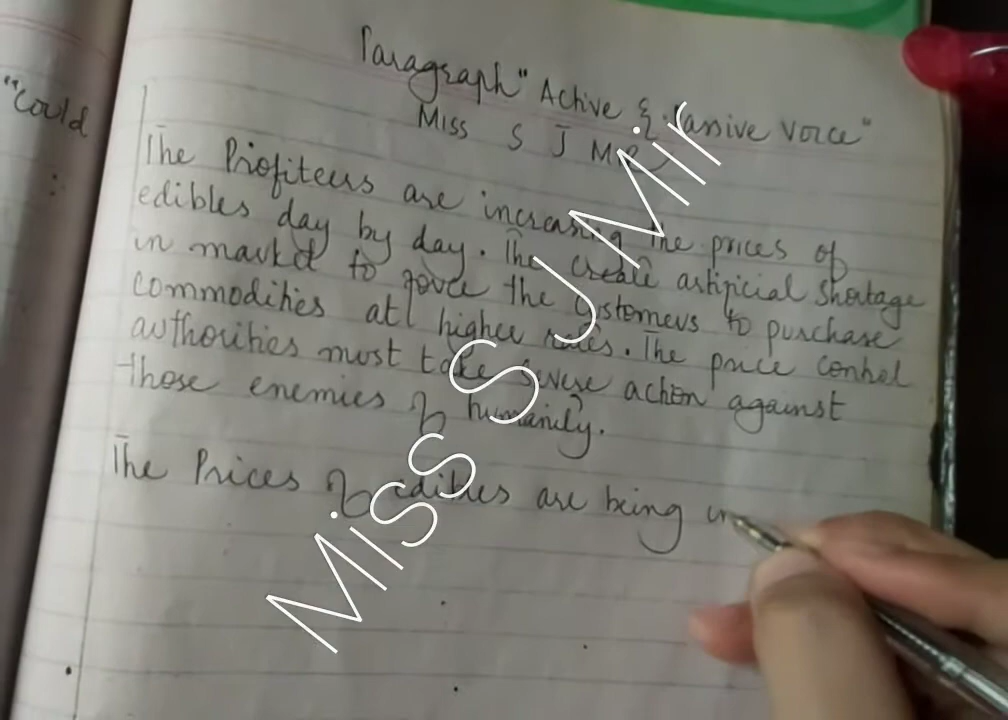 "Could
Paragraph "Active & Passive Voice"
Miss S J Mir
The Profiteers are increasing the prices of
edibles day by day. The create artificial shortage
in market to force the customers to purchase
commodities at higher rates. The price control
authorities must take severe action against
those enemies of humanity.
The Prices of edibles are being in
Miss S J Mir